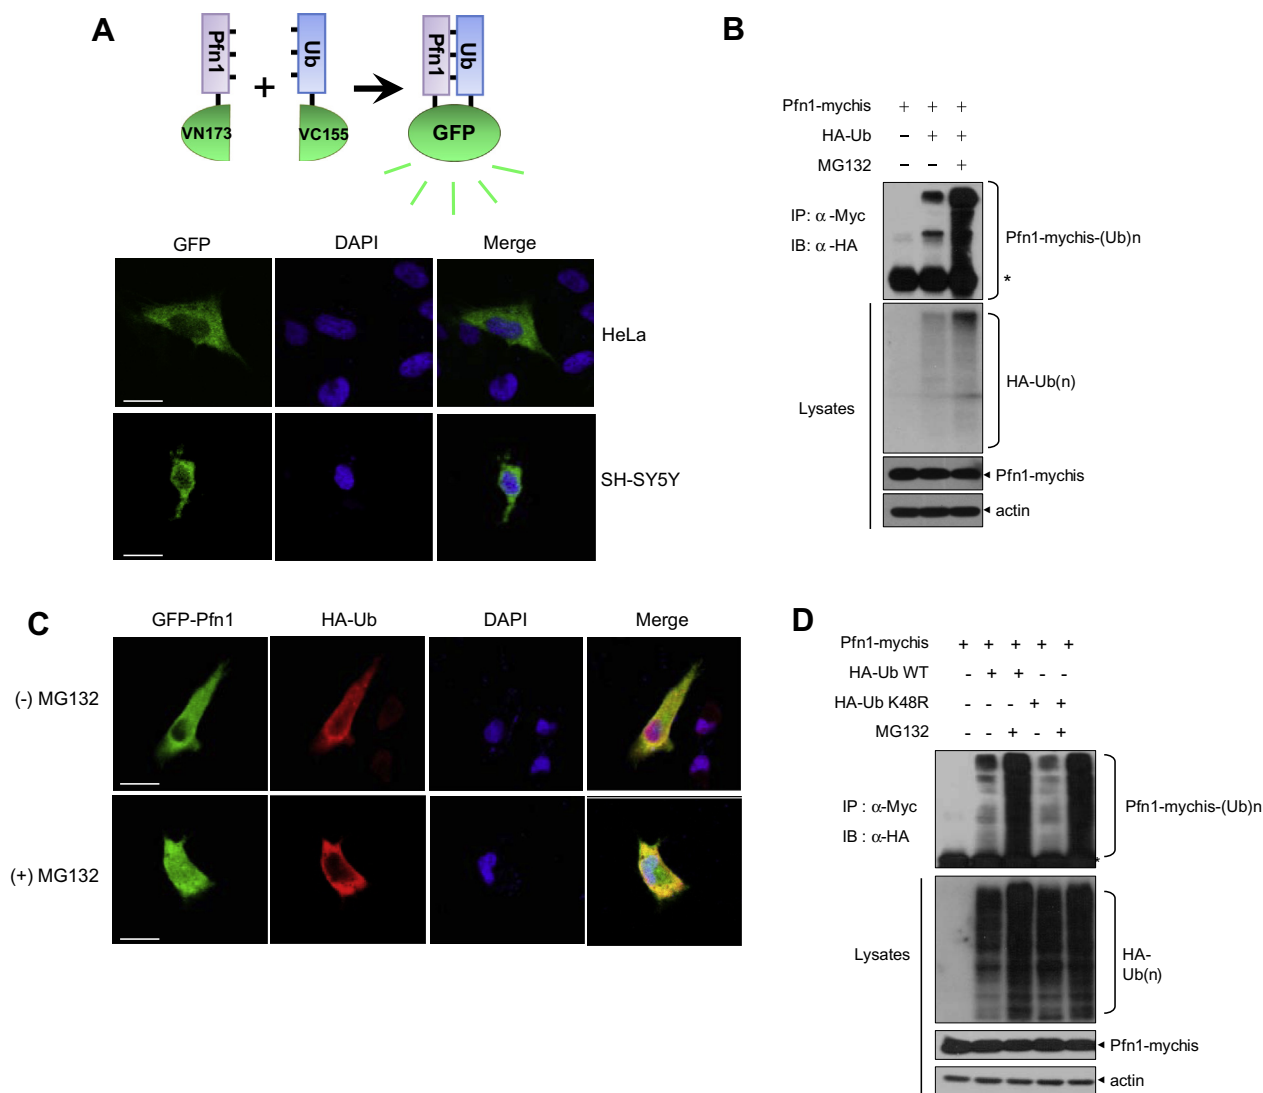 A
Pfn1
Ub
+
VN173
VC155
Pfn1
Ub
GFP
GFP DAPI Merge
HeLa
SH-SY5Y
B
Pfn1-mychis + + +
HA-Ub – + +
MG132 – – +
IP: α-Myc
IB: α-HA
Pfn1-mychis-(Ub)n
*
Lysates
HA-Ub(n)
Pfn1-mychis
actin
C
GFP-Pfn1 HA-Ub DAPI Merge
(-) MG132
(+) MG132
D
Pfn1-mychis + + + + +
HA-Ub WT - + + - -
HA-Ub K48R - - - + +
MG132 - - + - +
IP : α-Myc
IB : α-HA
Pfn1-mychis-(Ub)n
*
Lysates
HA-
Ub(n)
Pfn1-mychis
actin